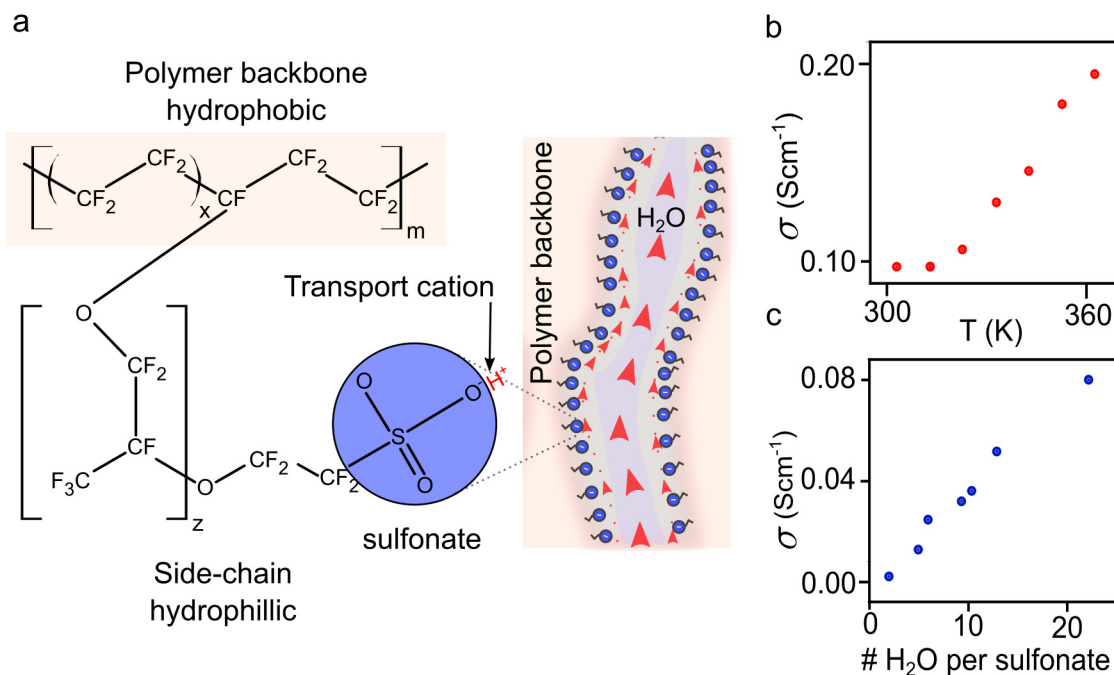 a
Polymer backbone
hydrophobic
CF2 CF2 CF2 CF2
CF2 x CF CF2 m
O
CF2
CF
F3C
O
z
CF2
CF2
O
S
O-
H+
O
Transport cation
sulfonate
Side-chain
hydrophillic
Polymer backbone
H2O
b
σ (Scm-1)
0.20
0.10
300 360
T (K)
c
σ (Scm-1)
0.08
0.04
0.00
0 10 20
# H2O per sulfonate